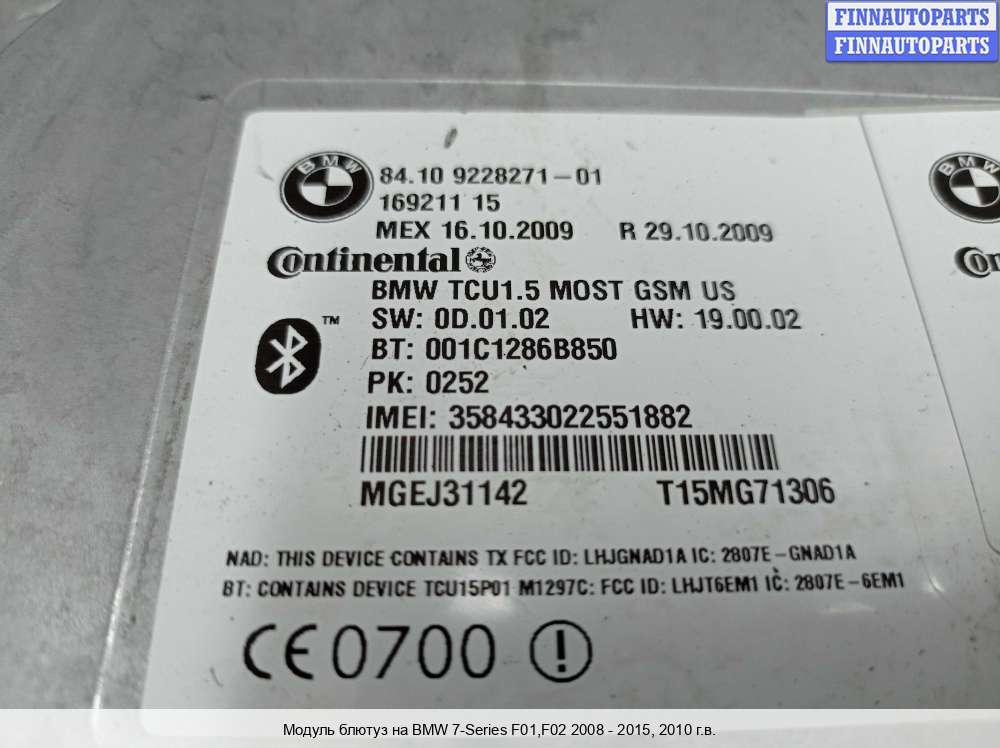 FINNAUTOPARTS
FINNAUTOPARTS
BMW
84.10 9228271-01
169211 15
MEX 16.10.2009 R 29.10.2009
Continental
BMW TCU1.5 MOST GSM US
™ SW: 0D.01.02 HW: 19.00.02
BT: 001C1286B850
PK: 0252
IMEI: 358433022551882
MGEJ31142 T15MG71306
NAD: THIS DEVICE CONTAINS TX FCC ID: LHJGNAD1A IC: 2807E-GNAD1A
BT: CONTAINS DEVICE TCU15P01 M1297C: FCC ID: LHJT6EM1 IC: 2807E-6EM1
CE0700 !
BMW
Con
Модуль блютуз на BMW 7-Series F01,F02 2008 - 2015, 2010 г.в.